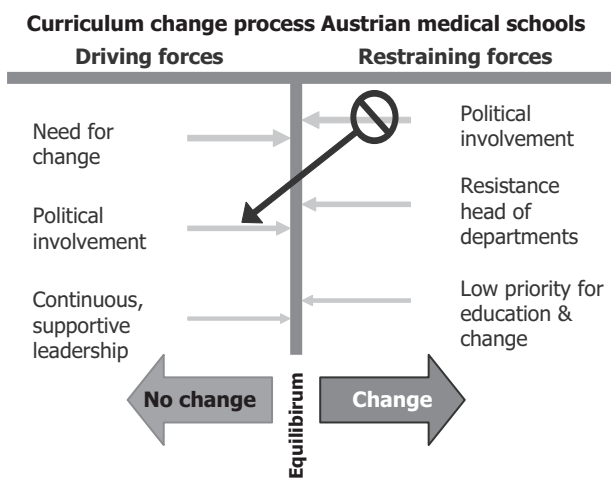 Curriculum change process Austrian medical schools
Driving forces
Restraining forces
Need for
change
Political
involvement
Continuous,
supportive
leadership
Political
involvement
Resistance
head of
departments
Low priority for
education &
change
No change
Equilibirum
Change